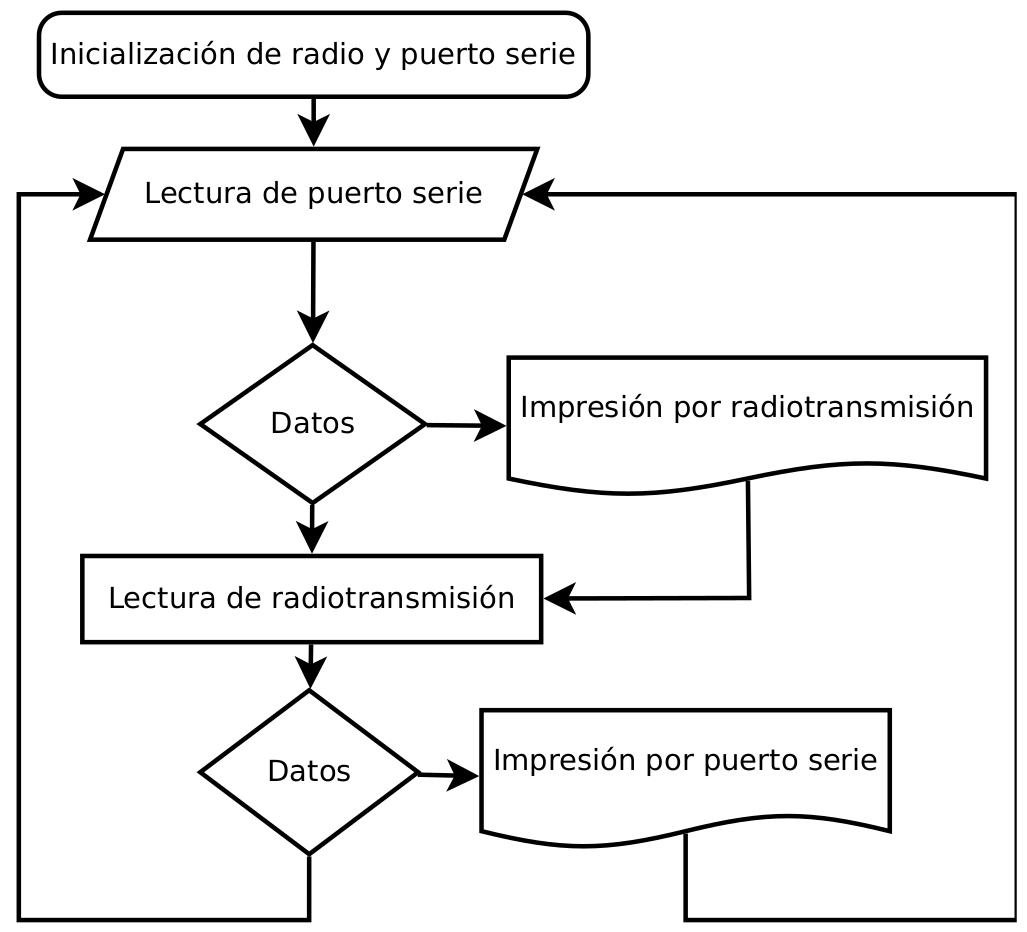 Inicialización de radio y puerto serie
Lectura de puerto serie
Datos
Impresión por radiotransmisión
Lectura de radiotransmisión
Datos
Impresión por puerto serie